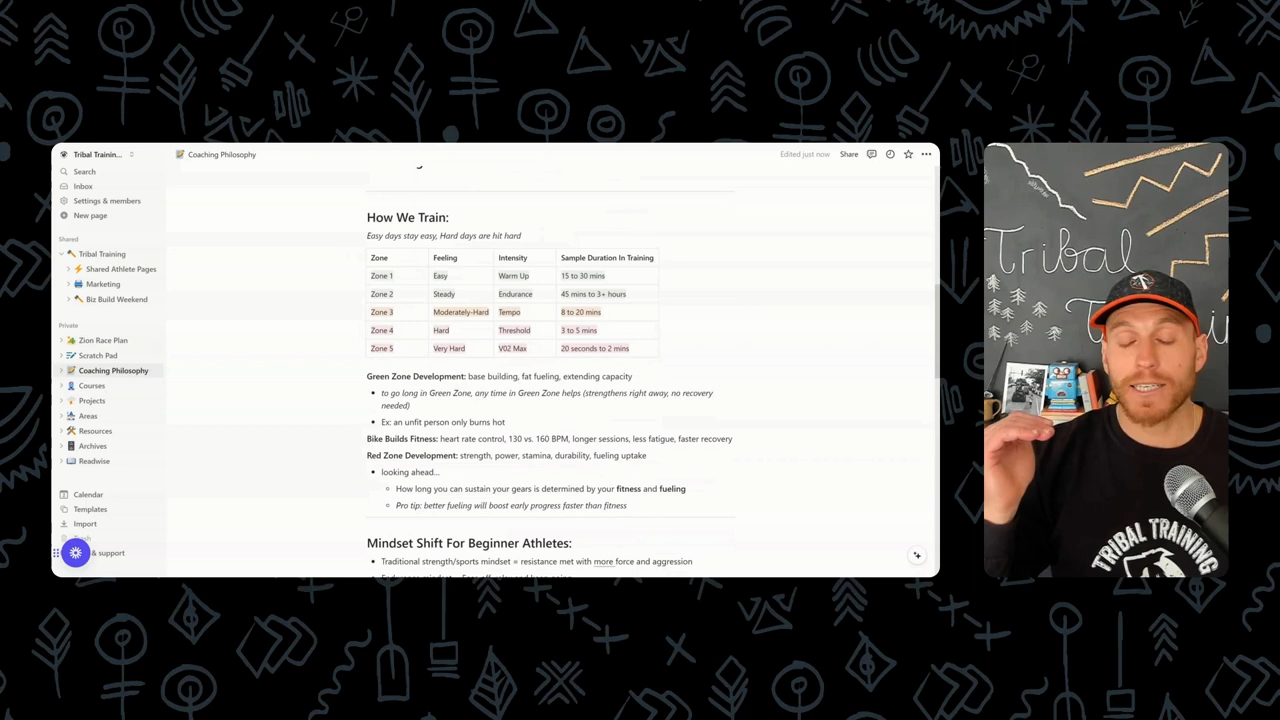 Tribal Trainin...
Coaching Philosophy
Edited just now
Share
Search
Inbox
Settings & members
New page
Shared
Tribal Training
Shared Athlete Pages
Marketing
Biz Build Weekend
Private
Zion Race Plan
Scratch Pad
Coaching Philosophy
Courses
Projects
Areas
Resources
Archives
Readwise
Calendar
Templates
Import
Trash
& support
How We Train:
Easy days stay easy, Hard days are hit hard
Zone Feeling Intensity Sample Duration In Training
Zone 1 Easy Warm Up 15 to 30 mins
Zone 2 Steady Endurance 45 mins to 3+ hours
Zone 3 Moderately-Hard Tempo 8 to 20 mins
Zone 4 Hard Threshold 3 to 5 mins
Zone 5 Very Hard V02 Max 20 seconds to 2 mins
Green Zone Development: base building, fat fueling, extending capacity
to go long in Green Zone, any time in Green Zone helps (strengthens right away, no recovery
needed)
Ex: an unfit person only burns hot
Bike Builds Fitness: heart rate control, 130 vs. 160 BPM, longer sessions, less fatigue, faster recovery
Red Zone Development: strength, power, stamina, durability, fueling uptake
looking ahead...
How long you can sustain your gears is determined by your fitness and fueling
Pro tip: better fueling will boost early progress faster than fitness
Mindset Shift For Beginner Athletes:
Traditional strength/sports mindset = resistance met with more force and aggression
Tribal
TRIBAL TRAINING